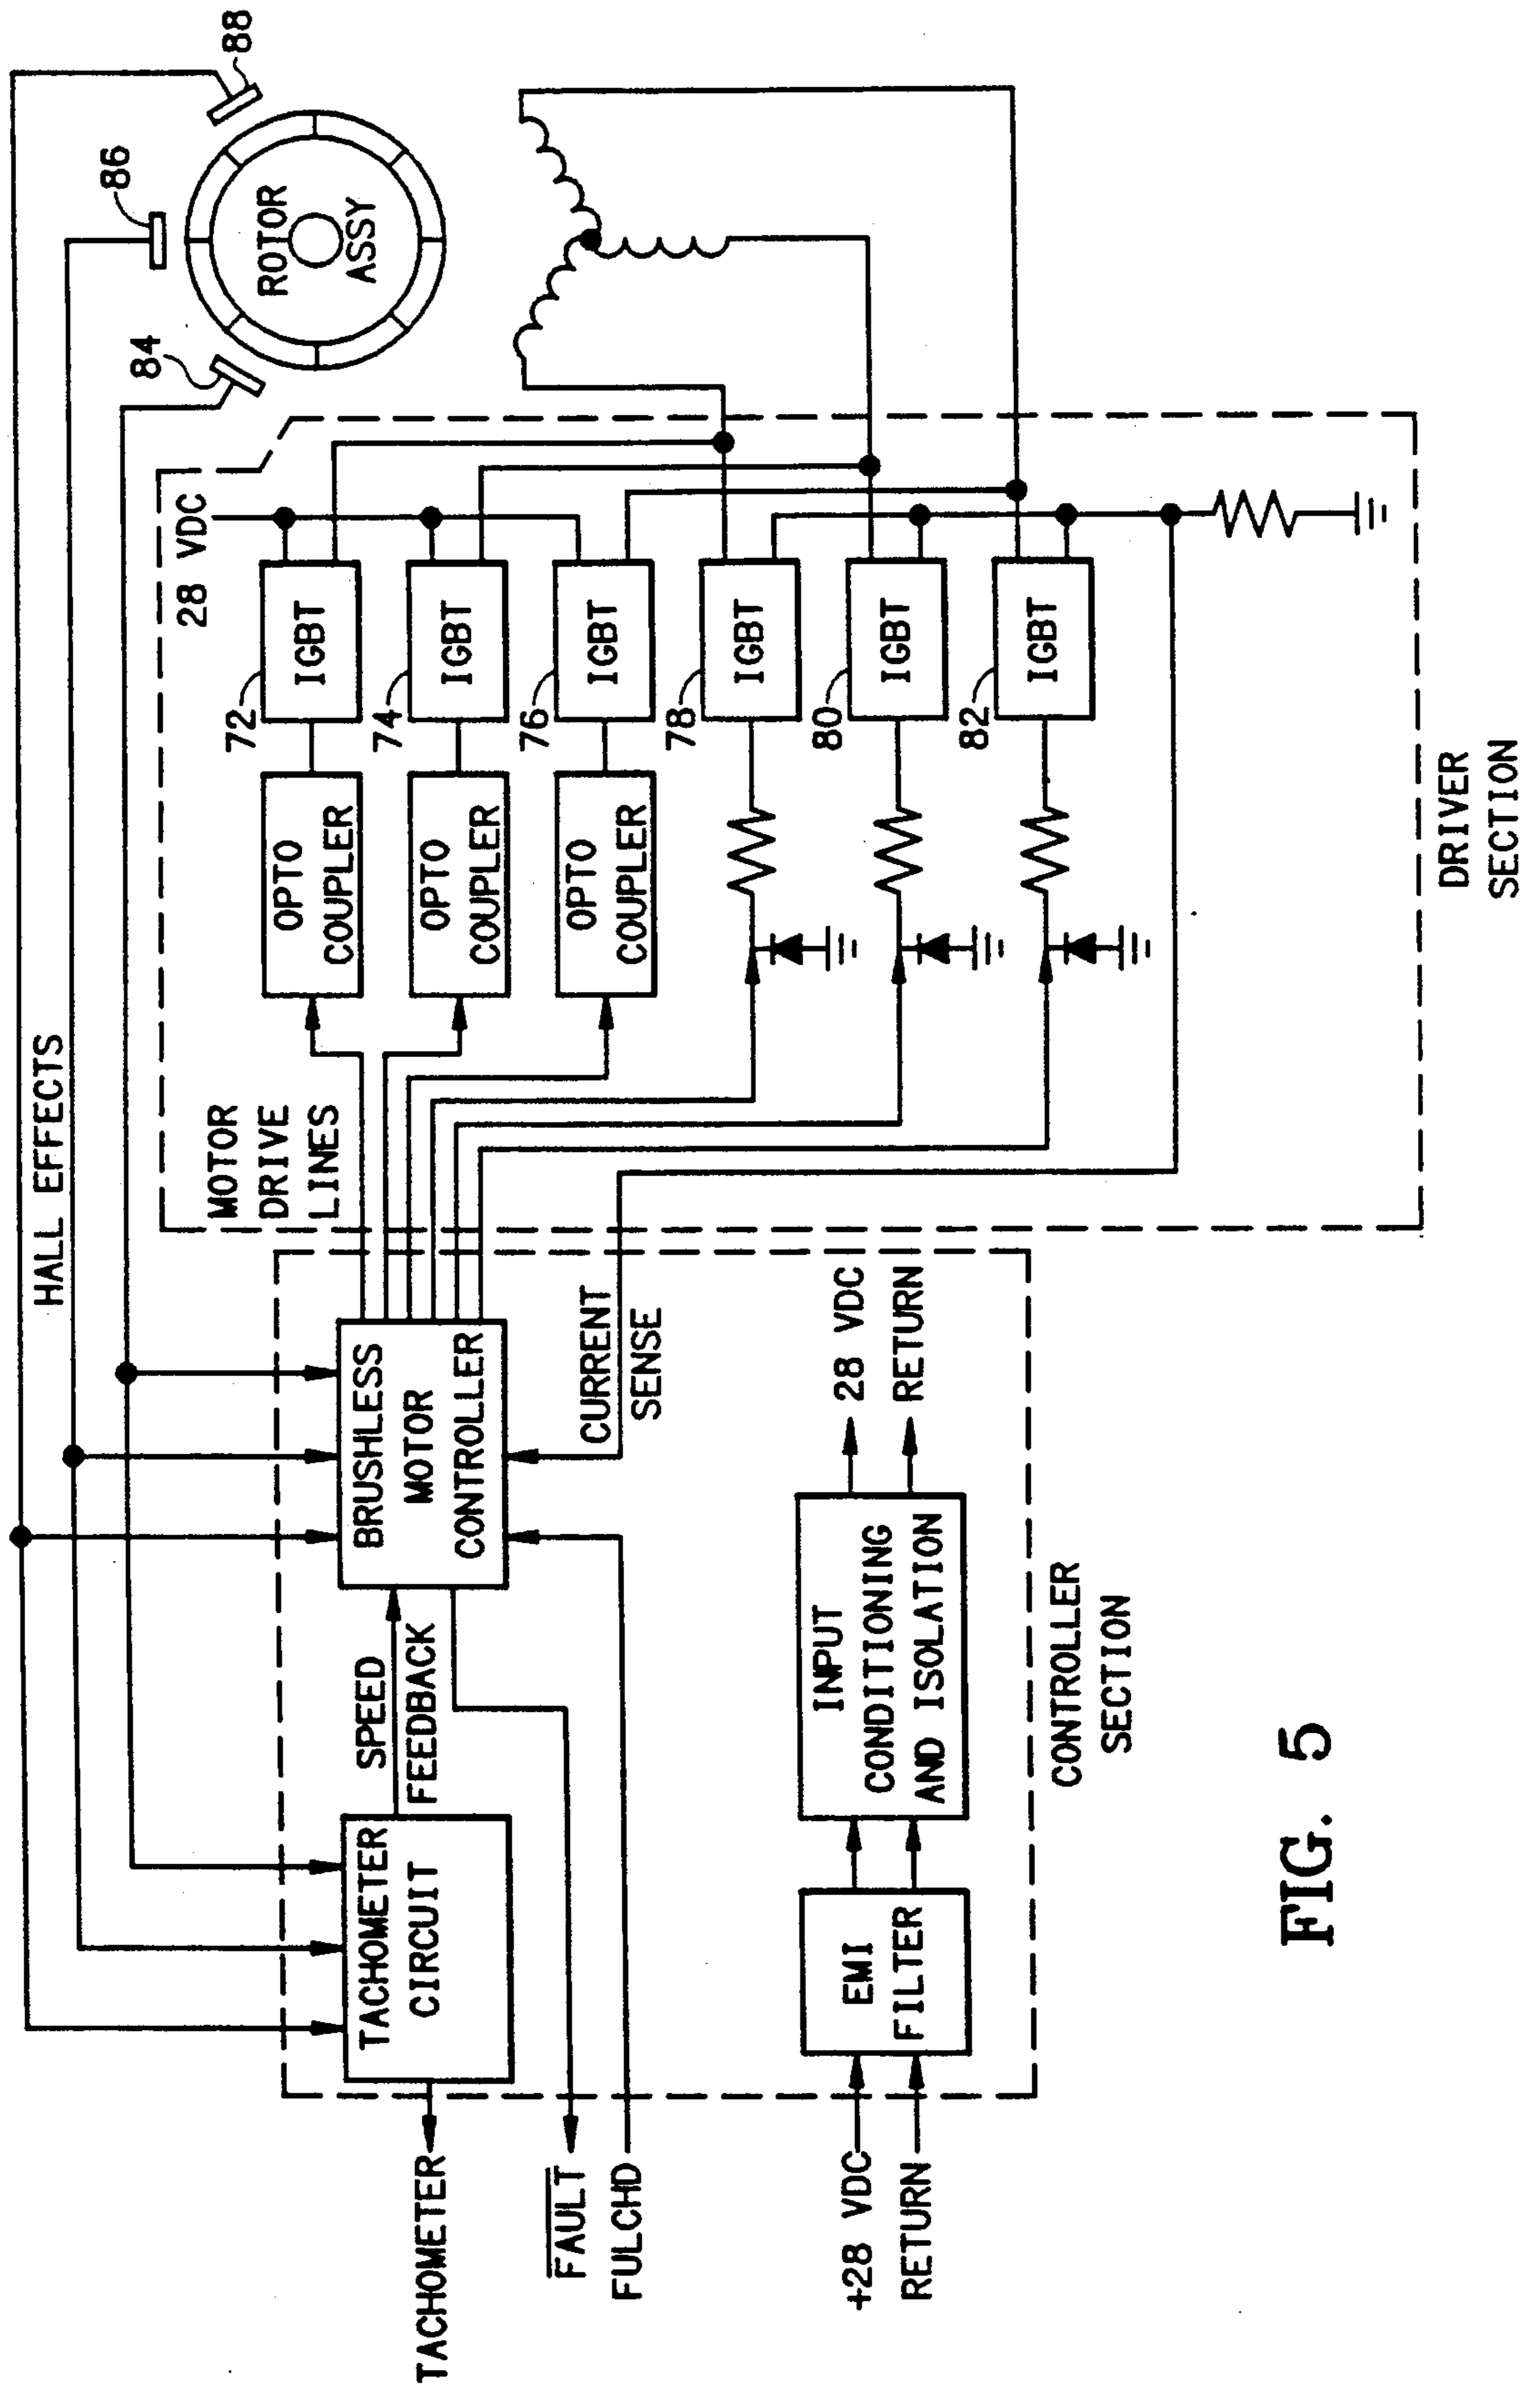 HALL EFFECTS
84
86
88
ROTOR
ASSY
28 VDC
MOTOR
DRIVE
LINES
OPTO
COUPLER
72
IGBT
OPTO
COUPLER
74
IGBT
OPTO
COUPLER
76
IGBT
78
IGBT
80
IGBT
82
IGBT
DRIVER
SECTION
TACHOMETER
CIRCUIT
SPEED
FEEDBACK
BRUSHLESS
MOTOR
CONTROLLER
CURRENT
SENSE
TACHOMETER
FAULT
FULCHD
+28 VDC
RETURN
EMI
FILTER
INPUT
CONDITIONING
AND ISOLATION
28 VDC
RETURN
CONTROLLER
SECTION
FIG. 5